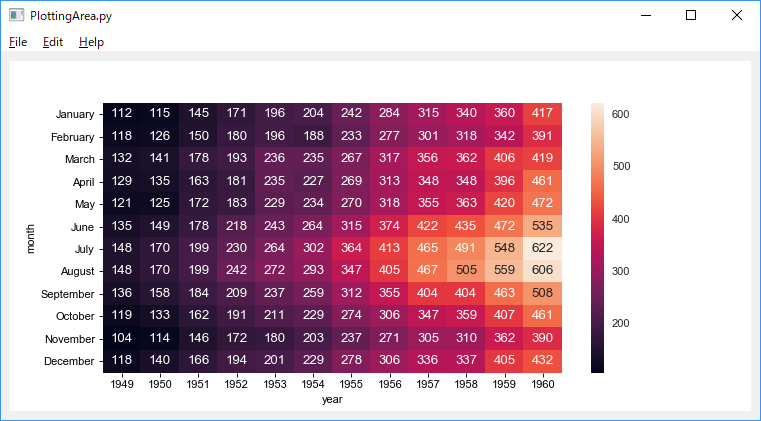 PlottingArea.py
File Edit Help
January 112 115 145 171 196 204 242 284 315 340 360 417
February 118 126 150 180 196 188 233 277 301 318 342 391
March 132 141 178 193 236 235 267 317 356 362 406 419
April 129 135 163 181 235 227 269 313 348 348 396 461
May 121 125 172 183 229 234 270 318 355 363 420 472
June 135 149 178 218 243 264 315 374 422 435 472 535
July 148 170 199 230 264 302 364 413 465 491 548 622
August 148 170 199 242 272 293 347 405 467 505 559 606
September 136 158 184 209 237 259 312 355 404 404 463 508
October 119 133 162 191 211 229 274 306 347 359 407 461
November 104 114 146 172 180 203 237 271 305 310 362 390
December 118 140 166 194 201 229 278 306 336 337 405 432
1949 1950 1951 1952 1953 1954 1955 1956 1957 1958 1959 1960
year
month
600
500
400
300
200